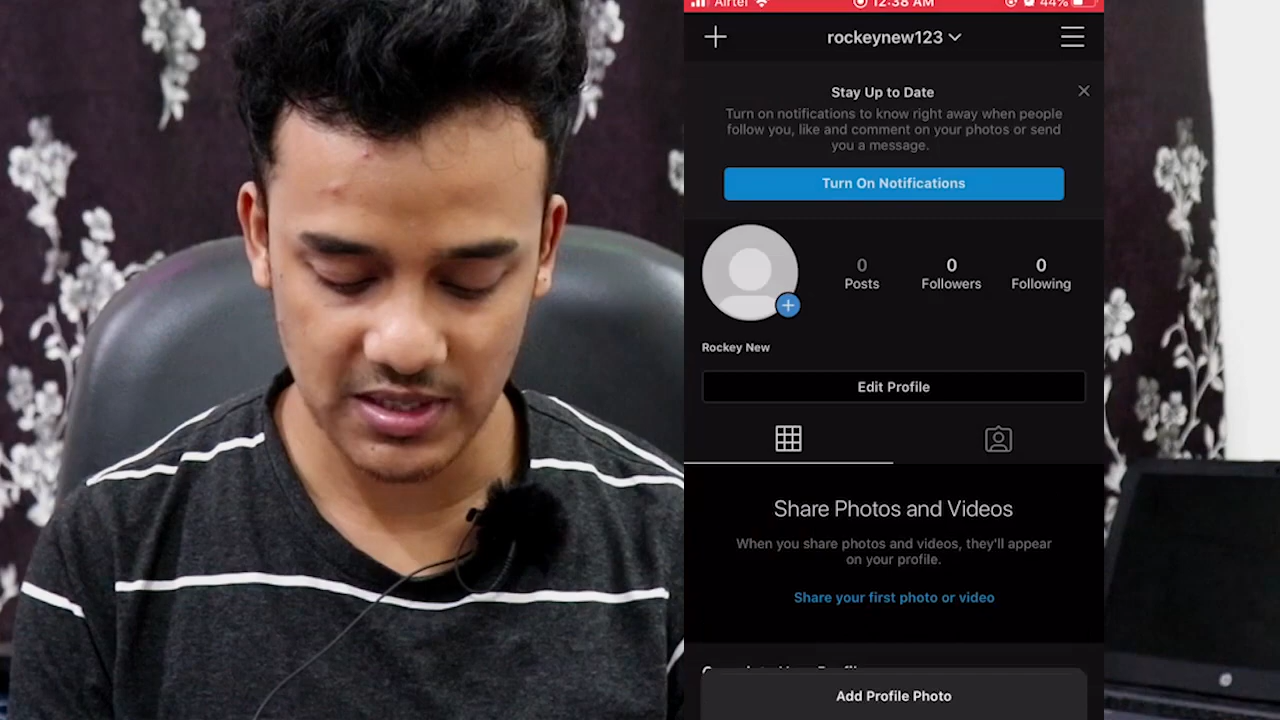 Airtel 12:38 AM 44%
rockeynew123
Stay Up to Date
Turn on notifications to know right away when people
follow you, like and comment on your photos or send
you a message.
Turn On Notifications
0 0 0
Posts Followers Following
Rockey New
Edit Profile
Share Photos and Videos
When you share photos and videos, they'll appear
on your profile.
Share your first photo or video
Add Profile Photo